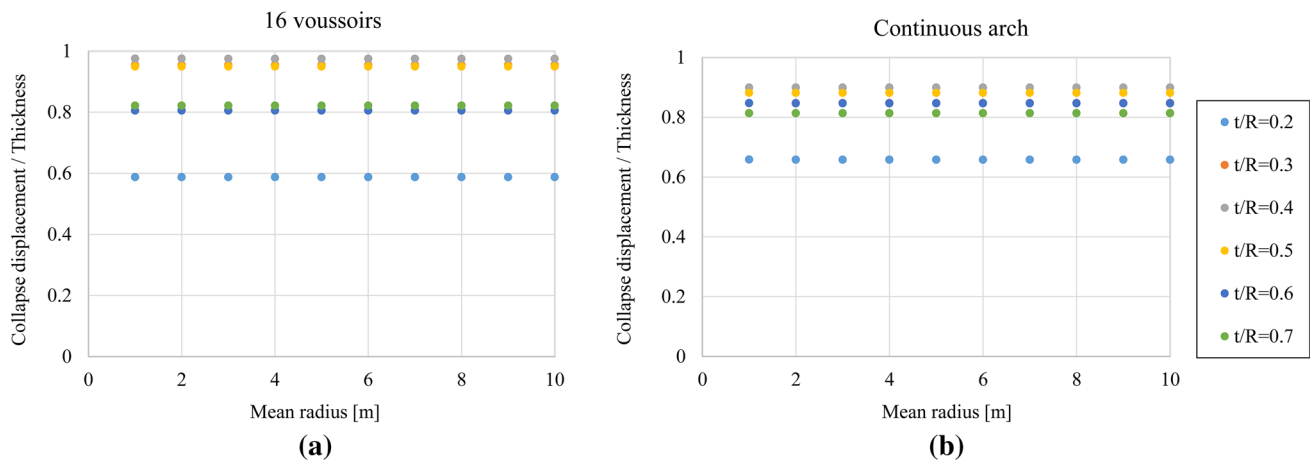 16 voussoirs
Collapse displacement / Thickness
1
0.8
0.6
0.4
0.2
0
0 2 4 6 8 10
Mean radius [m]
(a)
Continuous arch
Collapse displacement / Thickness
1
0.8
0.6
0.4
0.2
0
0 2 4 6 8 10
Mean radius [m]
(b)
t/R=0.2
t/R=0.3
t/R=0.4
t/R=0.5
t/R=0.6
t/R=0.7